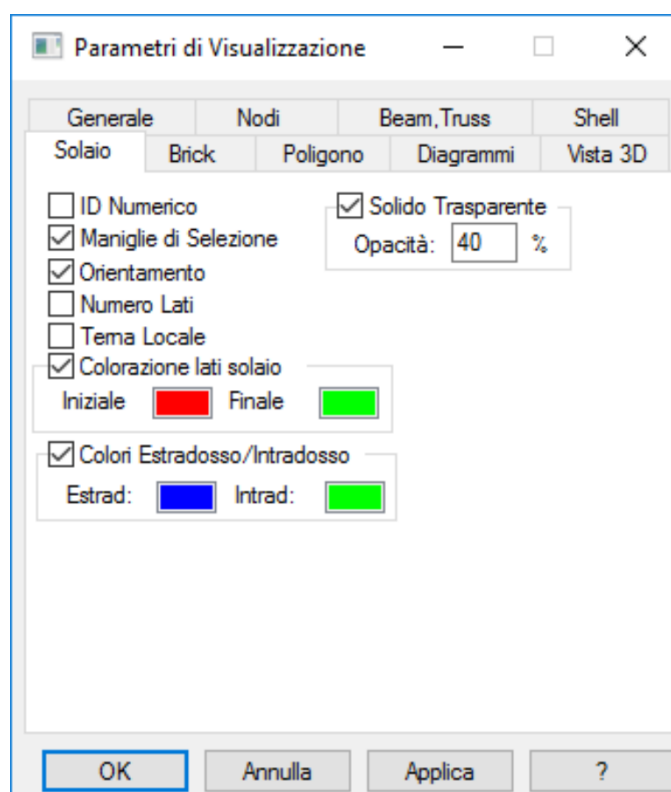 Parametri di Visualizzazione
Generale Nodi Beam,Truss Shell
Solaio Brick Poligono Diagrammi Vista 3D
ID Numerico Solido Trasparente
Maniglie di Selezione Opacità: 40 %
Orientamento
Numero Lati
Terna Locale
Colorazione lati solaio
Iniziale Finale
Colori Estradosso/Intradosso
Estrad: Intrad:
OK Annulla Applica ?